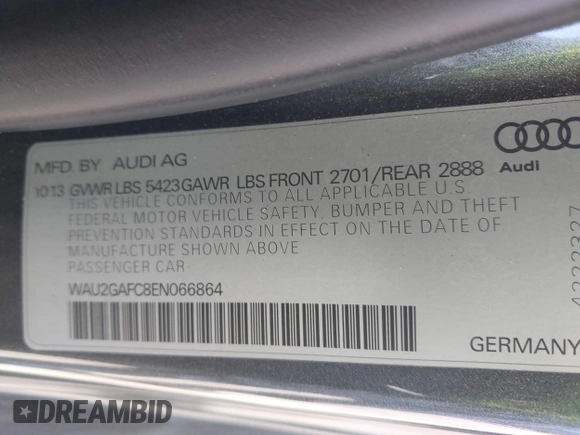 MFD. BY AUDI AG
1013 GVWR LBS 5423 GAWR LBS FRONT 2701/REAR 2888
THIS VEHICLE CONFORMS TO ALL APPLICABLE U.S.
FEDERAL MOTOR VEHICLE SAFETY, BUMPER AND THEFT
PREVENTION STANDARDS IN EFFECT ON THE DATE OF
MANUFACTURE SHOWN ABOVE
PASSENGER CAR
WAU2GAFC8EN066864
Audi
GERMANY
DREAMBID